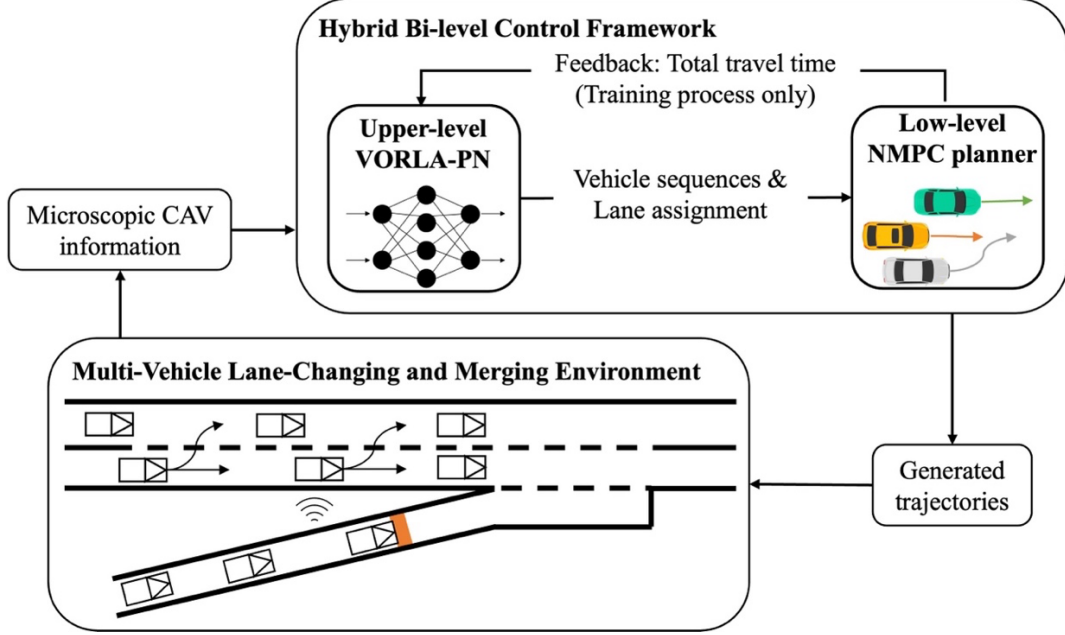 Hybrid Bi-level Control Framework
Feedback: Total travel time
(Training process only)
Upper-level
VORLA-PN
Vehicle sequences &
Lane assignment
Low-level
NMPC planner
Microscopic CAV
information
Multi-Vehicle Lane-Changing and Merging Environment
Generated
trajectories